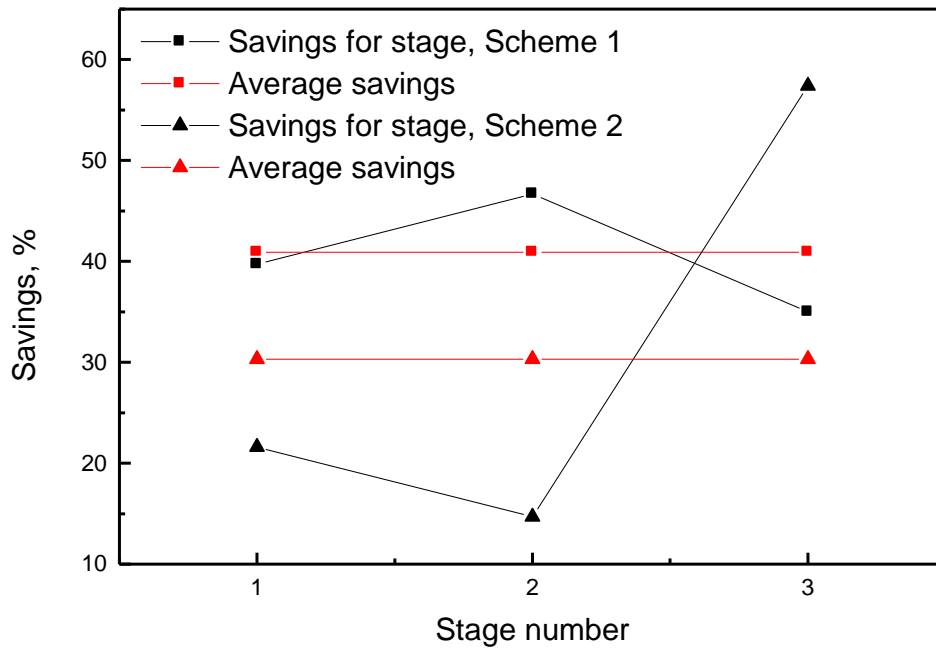 Savings for stage, Scheme 1
Average savings
Savings for stage, Scheme 2
Average savings
60
50
40
30
20
10
Savings, %
1 2 3
Stage number